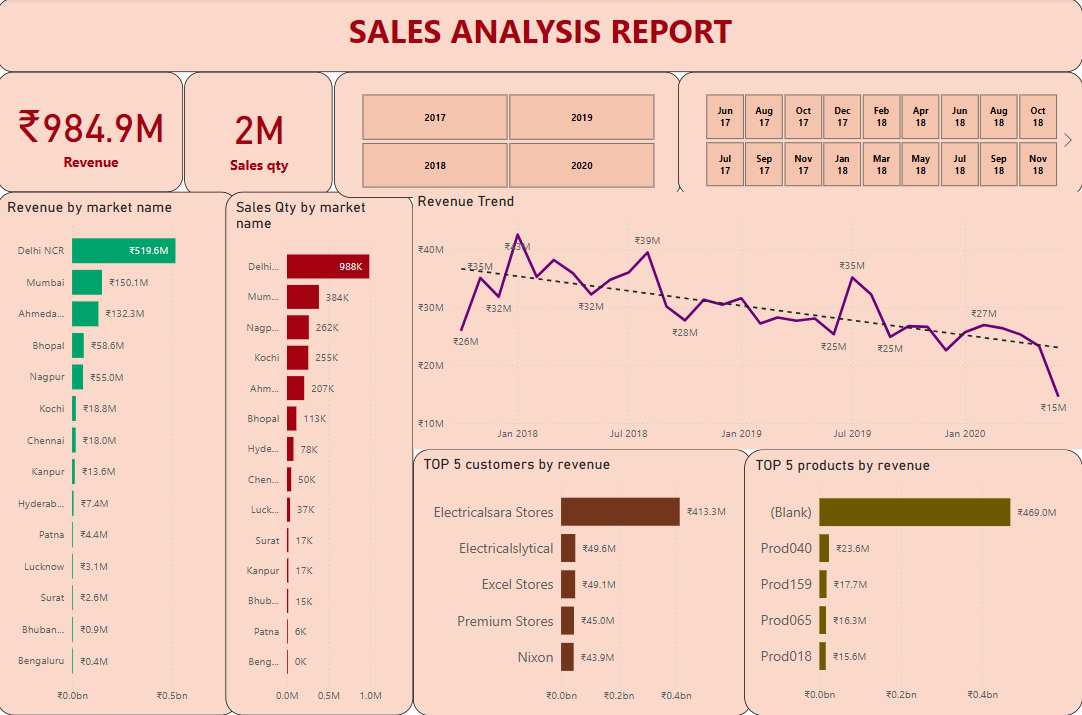 SALES ANALYSIS REPORT
₹984.9M
Revenue
2M
Sales qty
2017
2019
2018
2020
Jun 17
Aug 17
Oct 17
Dec 17
Feb 18
Apr 18
Jun 18
Aug 18
Oct 18
Jul 17
Sep 17
Nov 17
Jan 18
Mar 18
May 18
Jul 18
Sep 18
Nov 18
Revenue by market name
Delhi NCR ₹519.6M
Mumbai ₹150.1M
Ahmeda... ₹132.3M
Bhopal ₹58.6M
Nagpur ₹55.0M
Kochi ₹18.8M
Chennai ₹18.0M
Kanpur ₹13.6M
Hyderab... ₹7.4M
Patna ₹4.4M
Lucknow ₹3.1M
Surat ₹2.6M
Bhuban... ₹0.9M
Bengaluru ₹0.4M
₹0.0bn ₹0.5bn
Sales Qty by market
name
Delhi... 988K
Mum... 384K
Nagp... 262K
Kochi 255K
Ahm... 207K
Bhopal 113K
Hyde... 78K
Chen... 50K
Luck... 37K
Surat 17K
Kanpur 17K
Bhub... 15K
Patna 6K
Beng... 0K
0.0M 0.5M 1.0M
Revenue Trend
₹40M
₹30M
₹20M
₹10M
₹26M
₹35M
₹32M
₹43M
₹32M
₹39M
₹28M
₹25M
₹35M
₹25M
₹27M
₹15M
Jan 2018 Jul 2018 Jan 2019 Jul 2019 Jan 2020
TOP 5 customers by revenue
Electricalsara Stores ₹413.3M
Electricalslytical ₹49.6M
Excel Stores ₹49.1M
Premium Stores ₹45.0M
Nixon ₹43.9M
₹0.0bn ₹0.2bn ₹0.4bn
TOP 5 products by revenue
(Blank) ₹469.0M
Prod040 ₹23.6M
Prod159 ₹17.7M
Prod065 ₹16.3M
Prod018 ₹15.6M
₹0.0bn ₹0.2bn ₹0.4bn